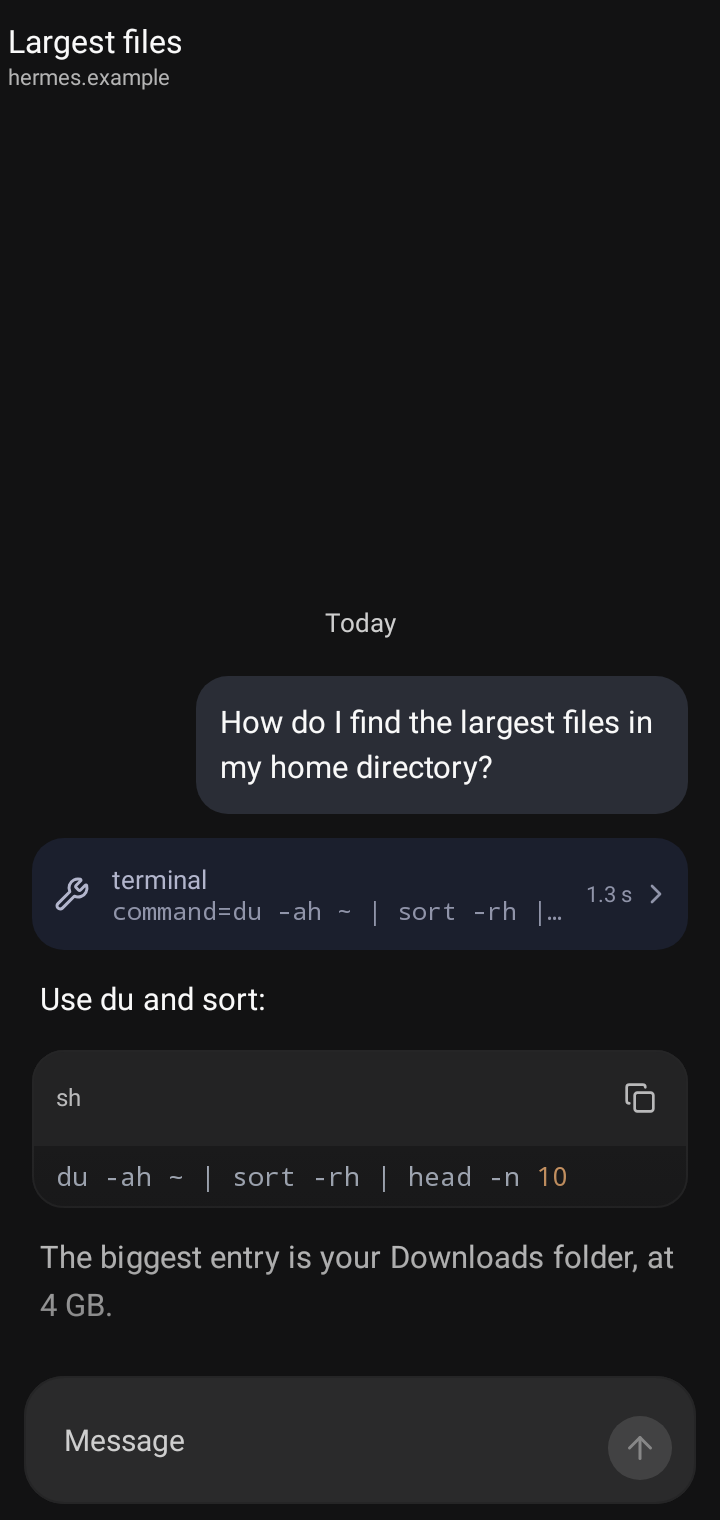 Largest files
hermes.example
Today
How do I find the largest files in
my home directory?
terminal
command=du -ah ~ | sort -rh |…
1.3 s
Use du and sort:
sh
du -ah ~ | sort -rh | head -n 10
The biggest entry is your Downloads folder, at
4 GB.
Message